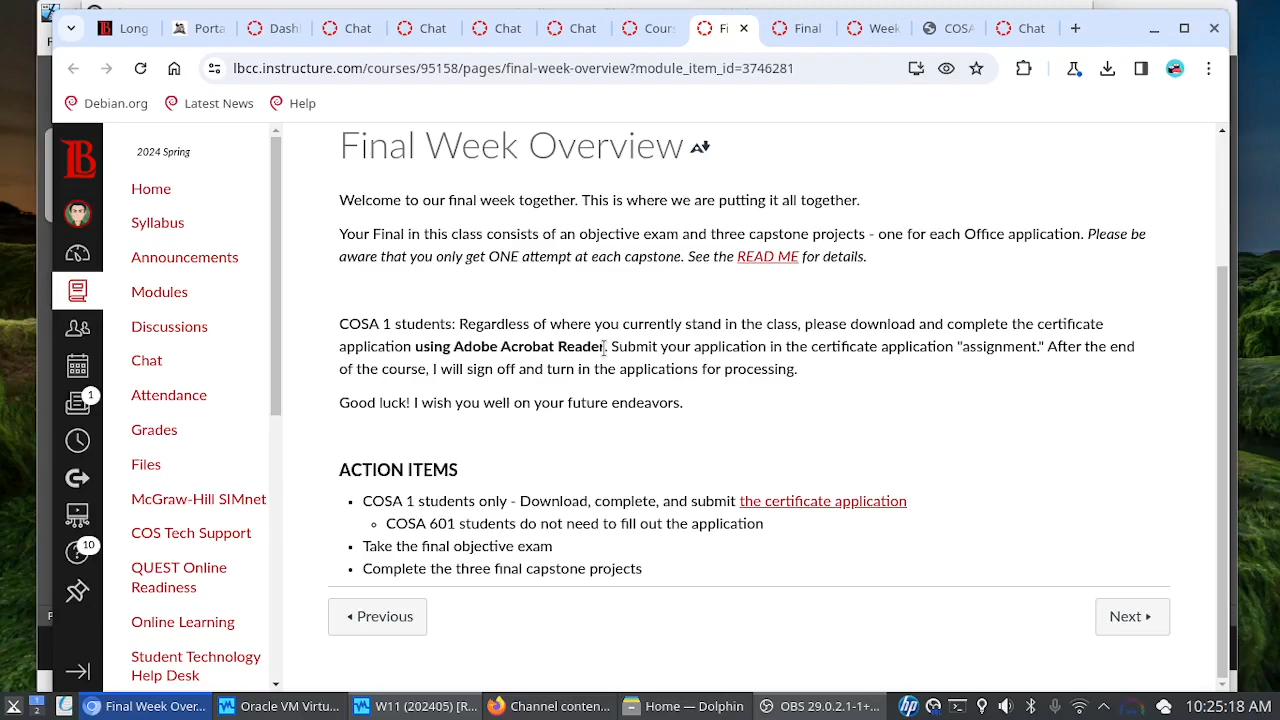 Long
Porta
Dash
Chat
Chat
Chat
Chat
Cours
Fi
Final
Week
COSA
Chat
lbcc.instructure.com/courses/95158/pages/final-week-overview?module_item_id=3746281
Debian.org
Latest News
Help
2024 Spring
Home
Syllabus
Announcements
Modules
Discussions
Chat
Attendance
Grades
Files
McGraw-Hill SIMnet
COS Tech Support
QUEST Online
Readiness
Online Learning
Student Technology
Help Desk
1
10
Final Week Overview
Welcome to our final week together. This is where we are putting it all together.
Your Final in this class consists of an objective exam and three capstone projects - one for each Office application. Please be
aware that you only get ONE attempt at each capstone. See the READ ME for details.
COSA 1 students: Regardless of where you currently stand in the class, please download and complete the certificate
application using Adobe Acrobat Reader. Submit your application in the certificate application "assignment." After the end
of the course, I will sign off and turn in the applications for processing.
Good luck! I wish you well on your future endeavors.
ACTION ITEMS
COSA 1 students only - Download, complete, and submit the certificate application
COSA 601 students do not need to fill out the application
Take the final objective exam
Complete the three final capstone projects
Previous
Next
1
2
Final Week Over...
Oracle VM Virtu...
W11 (202405) [R...
Channel conten...
Home — Dolphin
OBS 29.0.2.1-1+...
10:25:18 AM